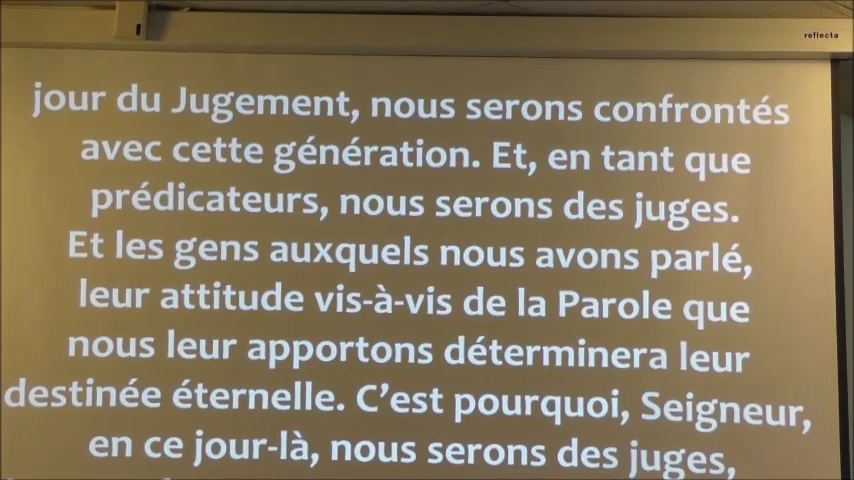 reflecta
jour du Jugement, nous serons confrontés
avec cette génération. Et, en tant que
prédicateurs, nous serons des juges.
Et les gens auxquels nous avons parlé,
leur attitude vis-à-vis de la Parole que
nous leur apportons déterminera leur
destinée éternelle. C’est pourquoi, Seigneur,
en ce jour-là, nous serons des juges,